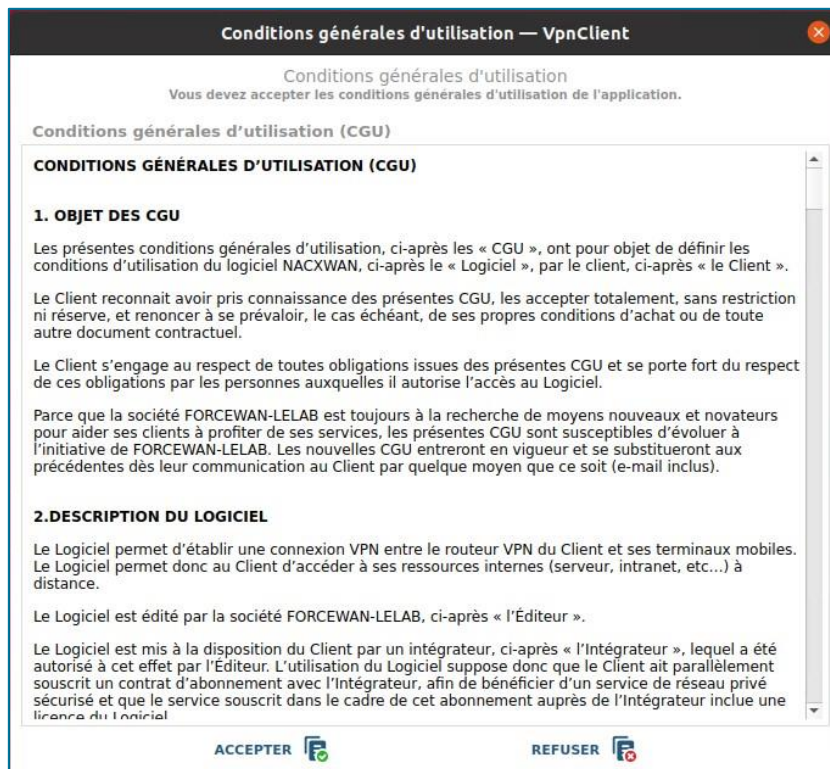 Conditions générales d'utilisation — VpnClient
Conditions générales d'utilisation
Vous devez accepter les conditions générales d'utilisation de l'application.
Conditions générales d’utilisation (CGU)
CONDITIONS GÉNÉRALES D’UTILISATION (CGU)
1. OBJET DES CGU
Les présentes conditions générales d’utilisation, ci-après les « CGU », ont pour objet de définir les
conditions d’utilisation du logiciel NACXWAN, ci-après le « Logiciel », par le client, ci-après « le Client ».
Le Client reconnait avoir pris connaissance des présentes CGU, les accepter totalement, sans restriction
ni réserve, et renoncer à se prévaloir, le cas échéant, de ses propres conditions d’achat ou de toute
autre document contractuel.
Le Client s’engage au respect de toutes obligations issues des présentes CGU et se porte fort du respect
de ces obligations par les personnes auxquelles il autorise l’accès au Logiciel.
Parce que la société FORCEWAN-LELAB est toujours à la recherche de moyens nouveaux et novateurs
pour aider ses clients à profiter de ses services, les présentes CGU sont susceptibles d’évoluer à
l’initiative de FORCEWAN-LELAB. Les nouvelles CGU entreront en vigueur et se substitueront aux
précédentes dès leur communication au Client par quelque moyen que ce soit (e-mail inclus).
2.DESCRIPTION DU LOGICIEL
Le Logiciel permet d’établir une connexion VPN entre le routeur VPN du Client et ses terminaux mobiles.
Le Logiciel permet donc au Client d’accéder à ses ressources internes (serveur, intranet, etc…) à
distance.
Le Logiciel est édité par la société FORCEWAN-LELAB, ci-après « l’Éditeur ».
Le Logiciel est mis à la disposition du Client par un intégrateur, ci-après « l’Intégrateur », lequel a été
autorisé à cet effet par l’Éditeur. L’utilisation du Logiciel suppose donc que le Client ait parallèlement
souscrit un contrat d’abonnement avec l’Intégrateur, afin de bénéficier d’un service de réseau privé
sécurisé et que le service souscrit dans le cadre de cet abonnement auprès de l’Intégrateur inclue une
licence du Logiciel
ACCEPTER
REFUSER